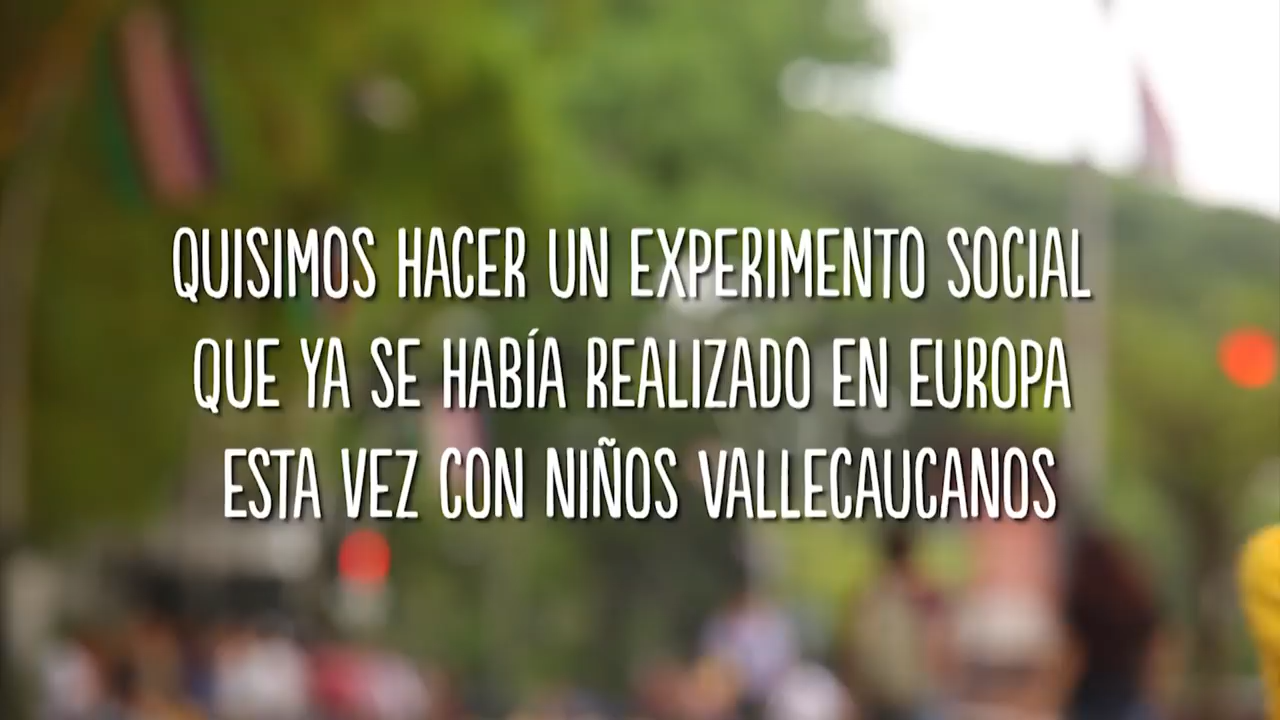 QUISIMOS HACER UN EXPERIMENTO SOCIAL
QUE YA SE HABÍA REALIZADO EN EUROPA
ESTA VEZ CON NIÑOS VALLECAUCANOS